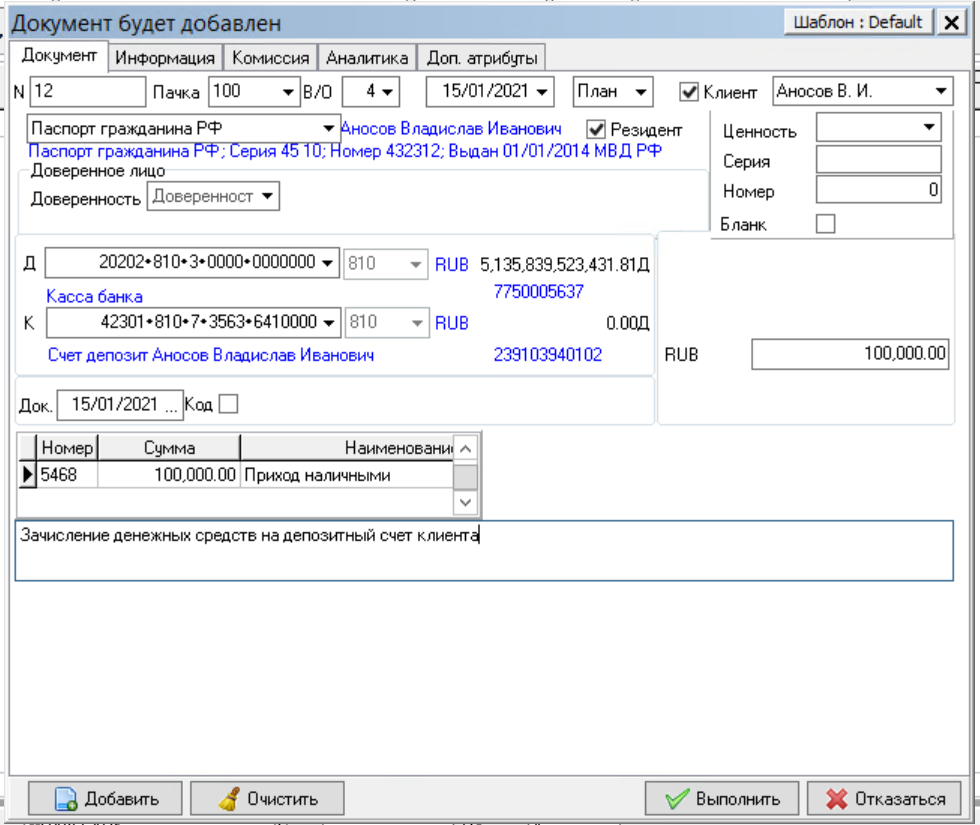 Документ будет добавлен Шаблон : Default
Документ Информация Комиссия Аналитика Доп. атрибуты
N 12 Пачка 100 В/О 4 15/01/2021 План Клиент Аносов В. И.
Паспорт гражданина РФ Аносов Владислав Иванович Резидент Ценность
Паспорт гражданина РФ; Серия 45 10; Номер 432312; Выдан 01/01/2014 МВД РФ
Серия
Доверенное лицо
Доверенность Доверенност Номер 0
Бланк
Д 20202*810*3*0000*0000000 810 RUB 5,135,839,523,431.81Д
Касса банка 7750005637
К 42301*810*7*3563*6410000 810 RUB 0.00Д
Счет депозит Аносов Владислав Иванович 239103940102 RUB 100,000.00
Док. 15/01/2021 ... Код
Номер Сумма Наименовани
5468 100,000.00 Приход наличными
Зачисление денежных средств на депозитный счет клиента
Добавить Очистить Выполнить Отказаться